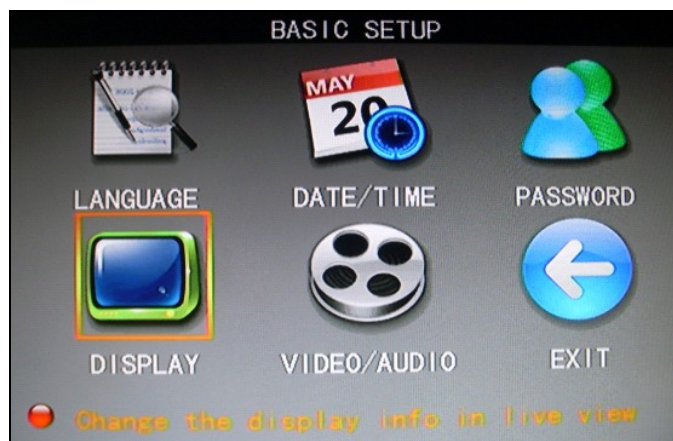 BASIC SETUP
MAY
20
LANGUAGE
DATE/TIME
PASSWORD
DISPLAY
VIDEO/AUDIO
EXIT
Change the display info in live view